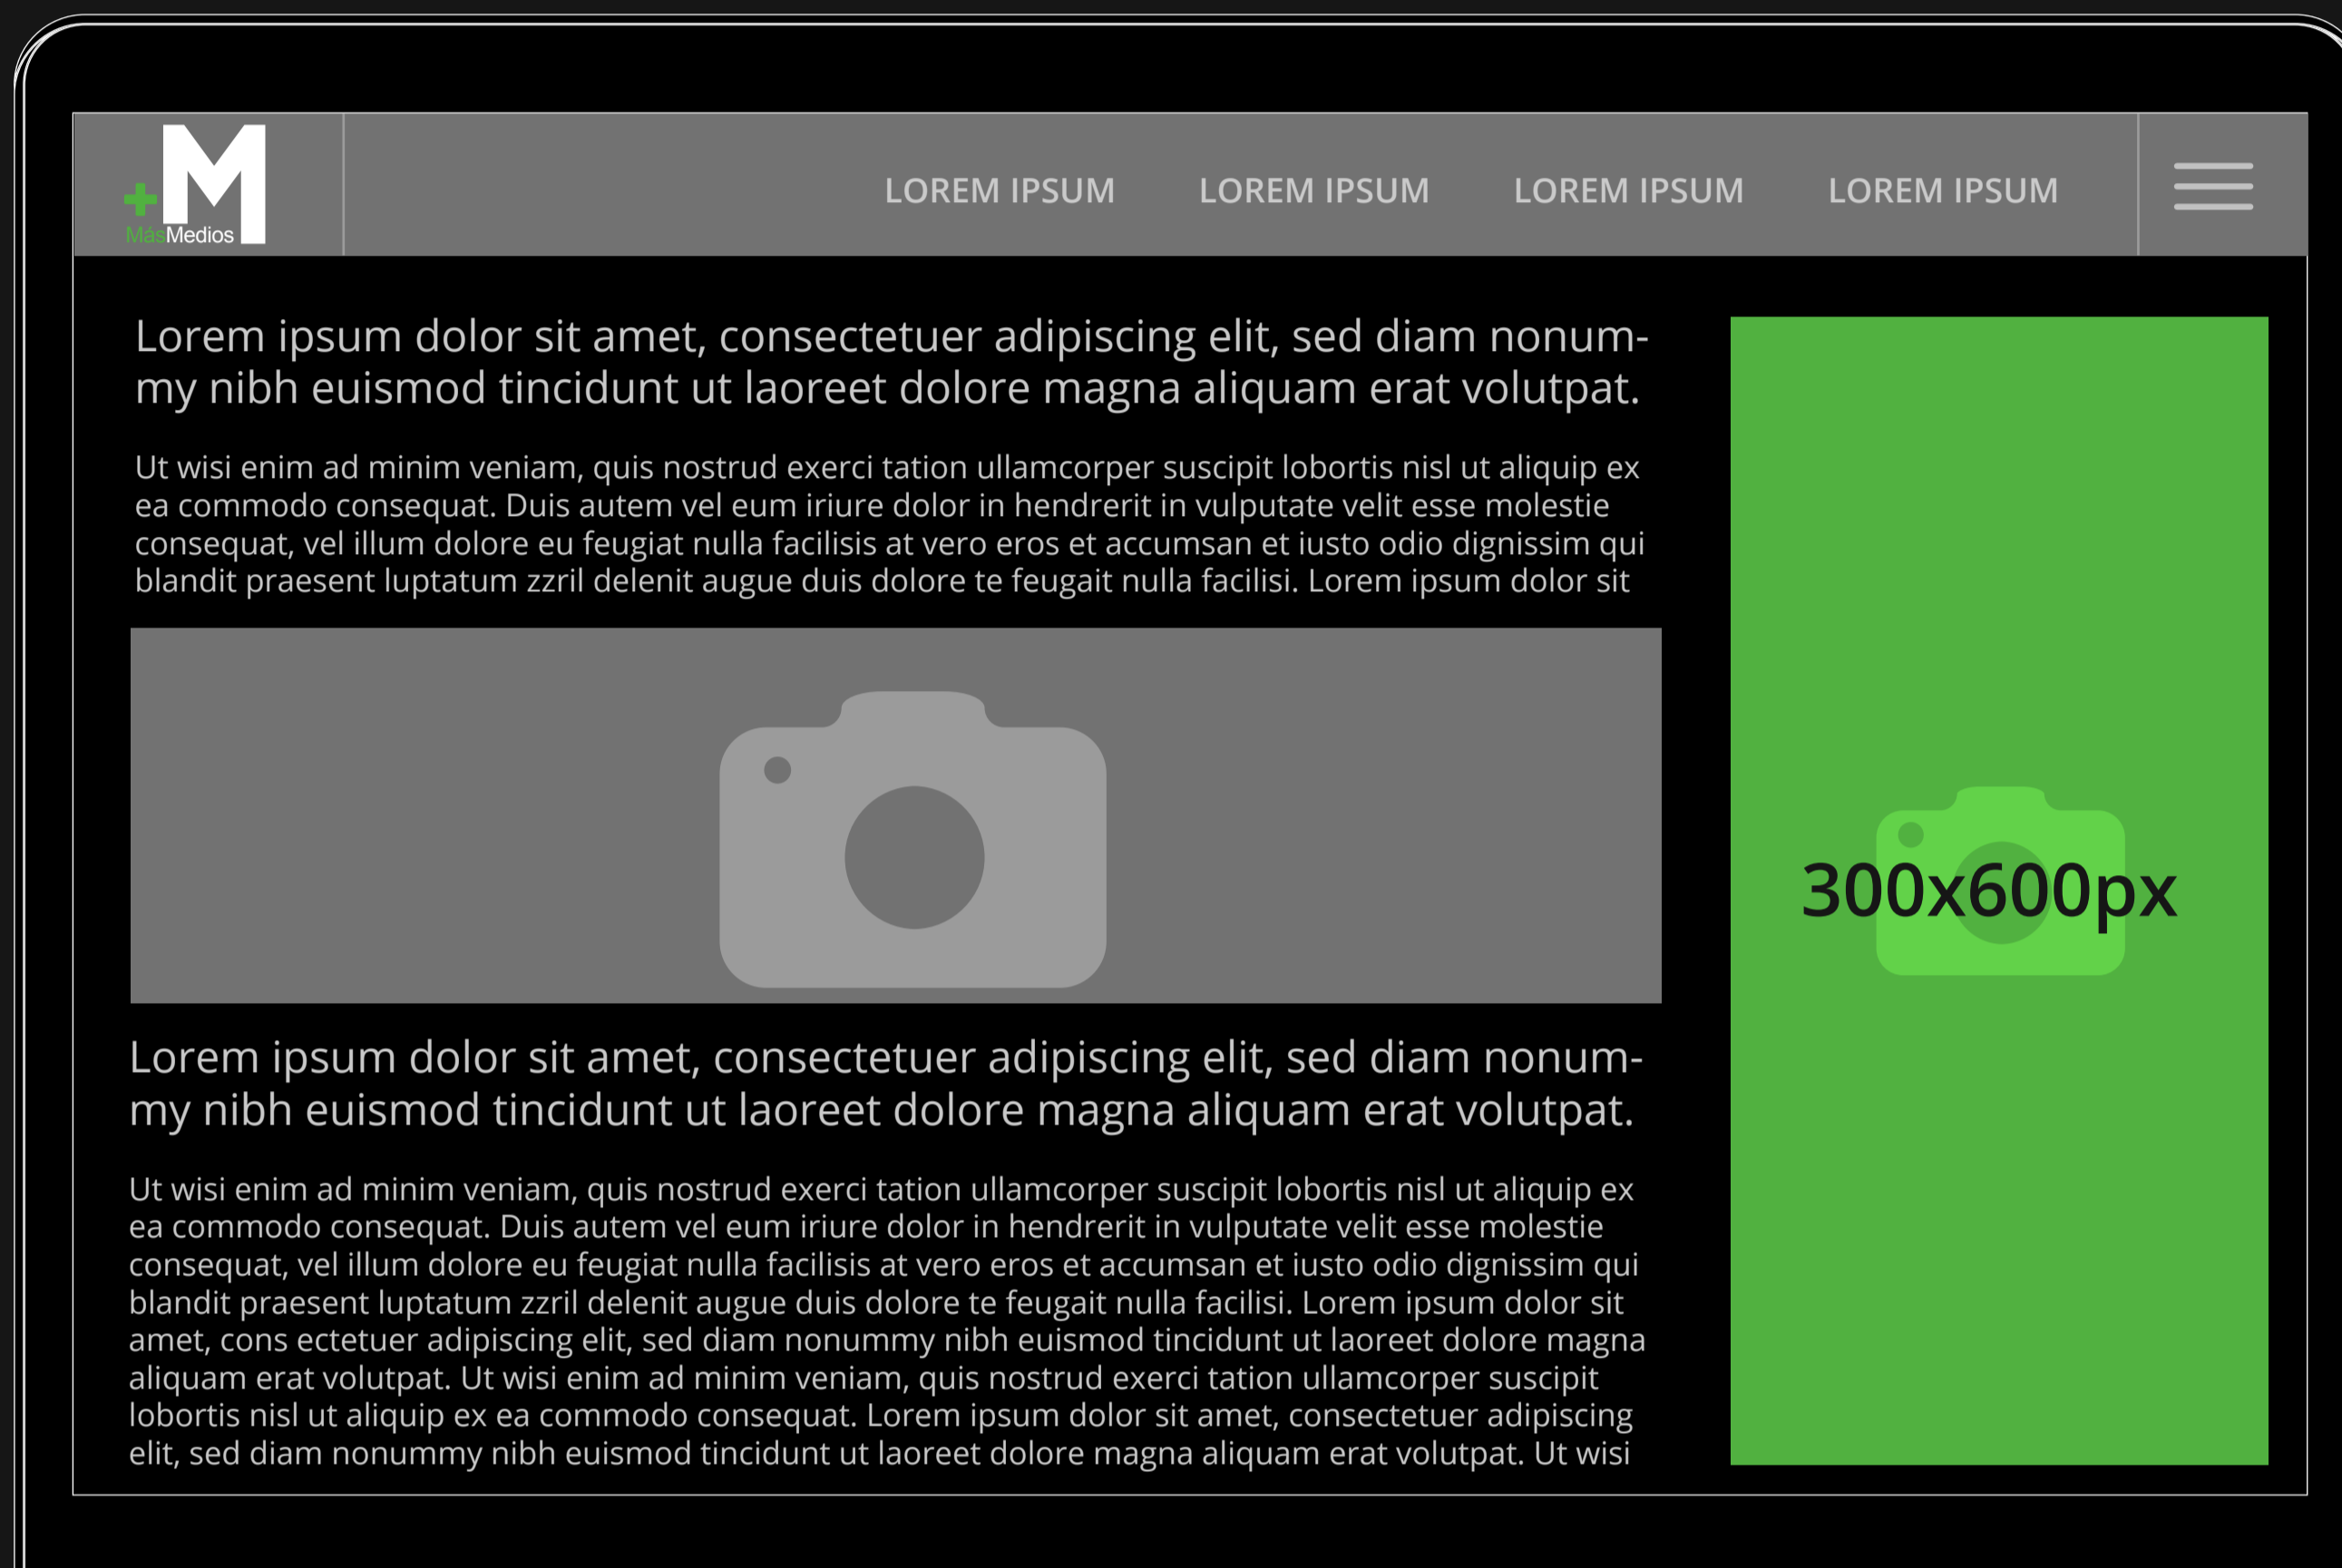 M
MásMedios
LOREM IPSUM LOREM IPSUM LOREM IPSUM LOREM IPSUM
Lorem ipsum dolor sit amet, consectetuer adipiscing elit, sed diam nonum-
my nibh euismod tincidunt ut laoreet dolore magna aliquam erat volutpat.
Ut wisi enim ad minim veniam, quis nostrud exerci tation ullamcorper suscipit lobortis nisl ut aliquip ex
ea commodo consequat. Duis autem vel eum iriure dolor in hendrerit in vulputate velit esse molestie
consequat, vel illum dolore eu feugiat nulla facilisis at vero eros et accumsan et iusto odio dignissim qui
blandit praesent luptatum zzril delenit augue duis dolore te feugait nulla facilisi. Lorem ipsum dolor sit
Lorem ipsum dolor sit amet, consectetuer adipiscing elit, sed diam nonum-
my nibh euismod tincidunt ut laoreet dolore magna aliquam erat volutpat.
Ut wisi enim ad minim veniam, quis nostrud exerci tation ullamcorper suscipit lobortis nisl ut aliquip ex
ea commodo consequat. Duis autem vel eum iriure dolor in hendrerit in vulputate velit esse molestie
consequat, vel illum dolore eu feugiat nulla facilisis at vero eros et accumsan et iusto odio dignissim qui
blandit praesent luptatum zzril delenit augue duis dolore te feugait nulla facilisi. Lorem ipsum dolor sit
amet, cons ectetuer adipiscing elit, sed diam nonummy nibh euismod tincidunt ut laoreet dolore magna
aliquam erat volutpat. Ut wisi enim ad minim veniam, quis nostrud exerci tation ullamcorper suscipit
lobortis nisl ut aliquip ex ea commodo consequat. Lorem ipsum dolor sit amet, consectetuer adipiscing
elit, sed diam nonummy nibh euismod tincidunt ut laoreet dolore magna aliquam erat volutpat. Ut wisi
300x600px